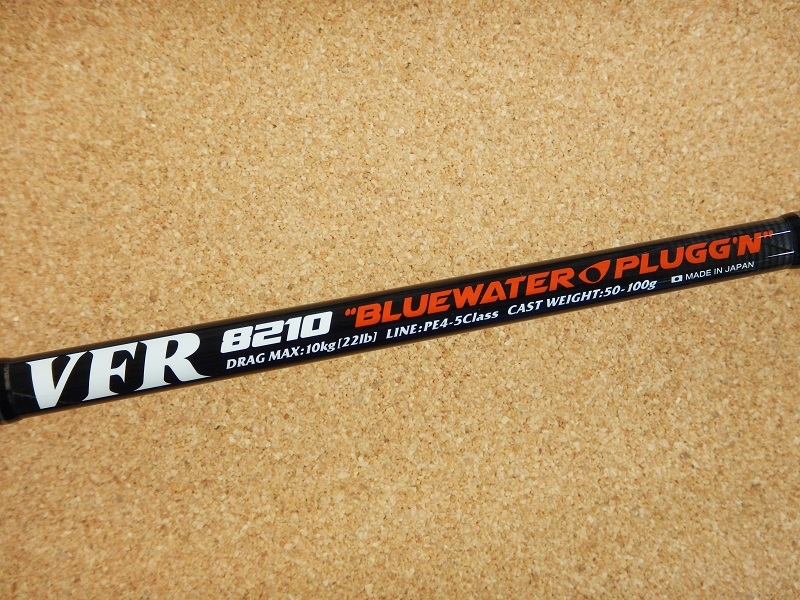 VFR 8210 "BLUEWATER PLUGG'N"
DRAG MAX:10kg[22lb] LINE:PE4-5Class CAST WEIGHT:50-100g MADE IN JAPAN